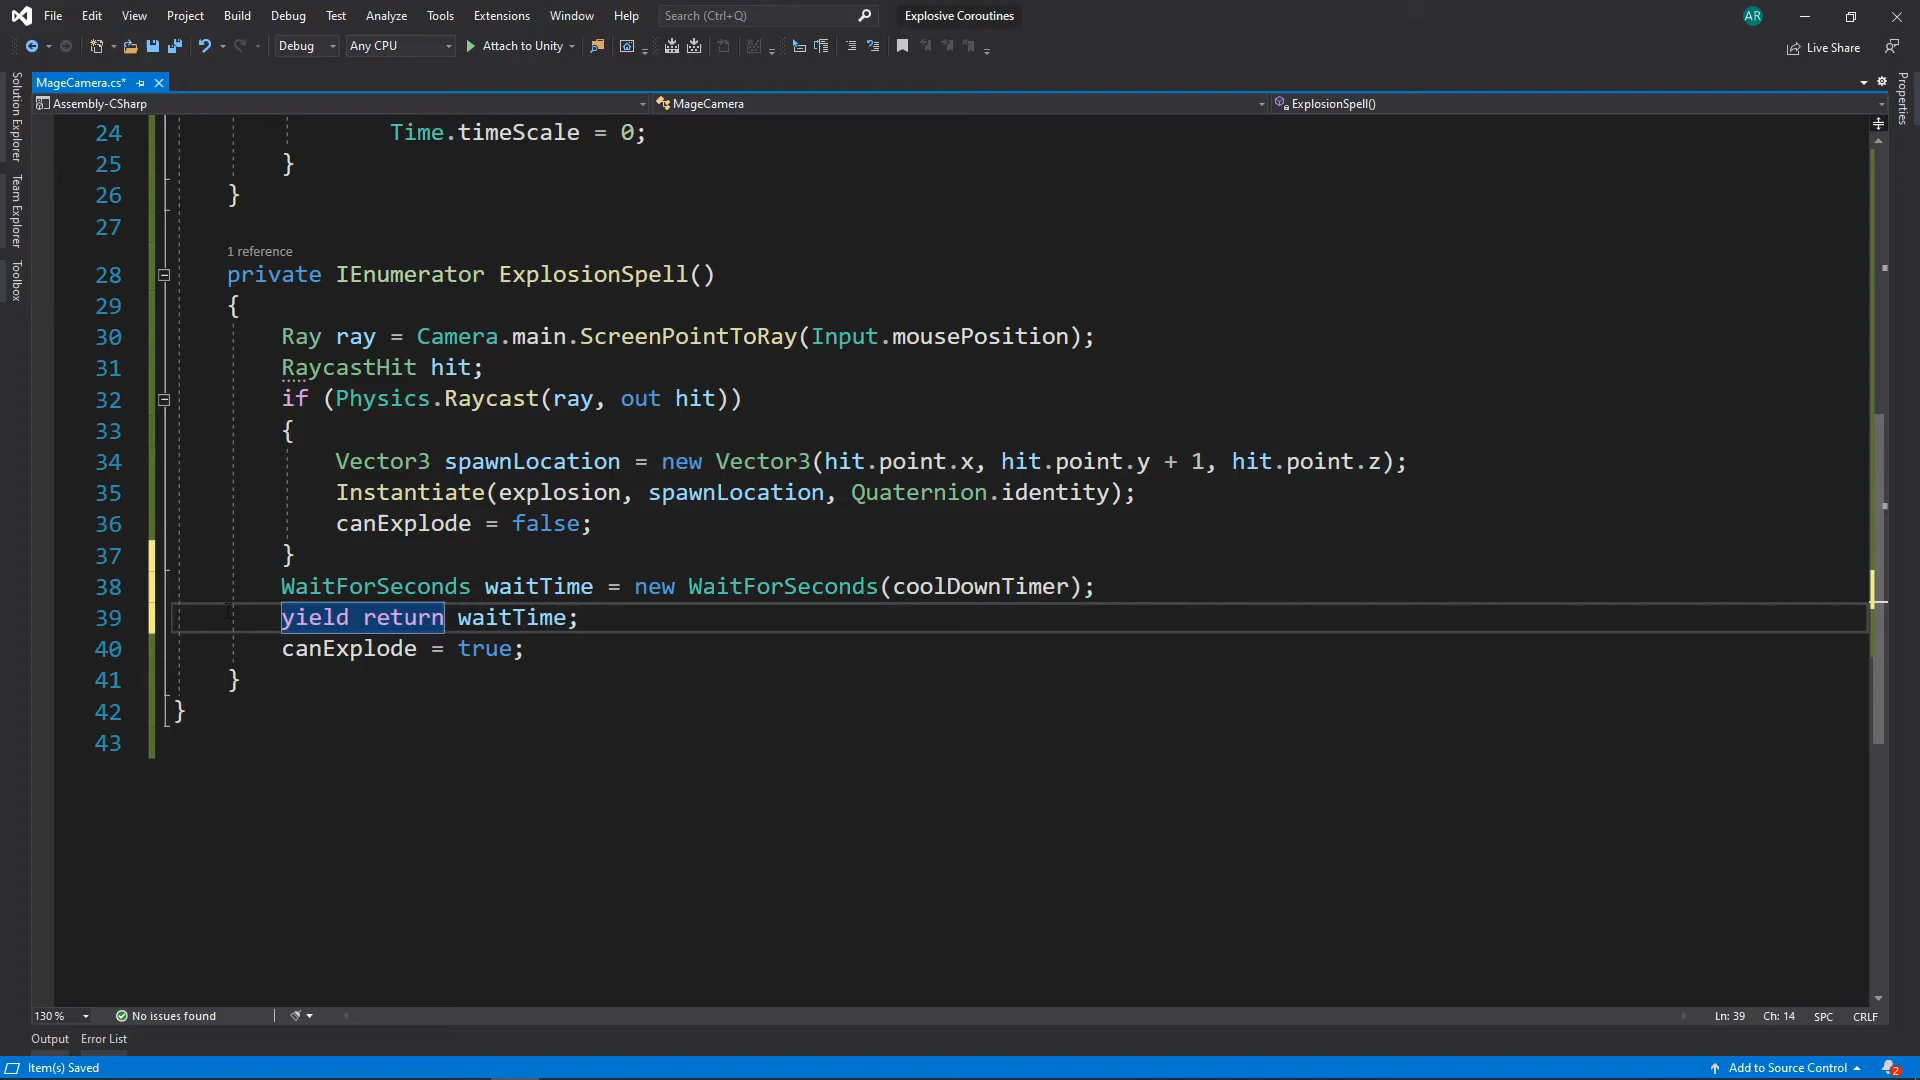 File Edit View Project Build Debug Test Analyze Tools Extensions Window Help Search (Ctrl+Q) Explosive Coroutines AR
Debug Any CPU Attach to Unity Live Share
MageCamera.cs*
Assembly-CSharp MageCamera ExplosionSpell()
Solution Explorer
Team Explorer
Toolbox
Properties
24 Time.timeScale = 0;
25 }
26 }
27
1 reference
28 private IEnumerator ExplosionSpell()
29 {
30 Ray ray = Camera.main.ScreenPointToRay(Input.mousePosition);
31 RaycastHit hit;
32 if (Physics.Raycast(ray, out hit))
33 {
34 Vector3 spawnLocation = new Vector3(hit.point.x, hit.point.y + 1, hit.point.z);
35 Instantiate(explosion, spawnLocation, Quaternion.identity);
36 canExplode = false;
37 }
38 WaitForSeconds waitTime = new WaitForSeconds(coolDownTimer);
39 yield return waitTime;
40 canExplode = true;
41 }
42 }
43
130 % No issues found Ln: 39 Ch: 14 SPC CRLF
Output Error List
Item(s) Saved Add to Source Control 2